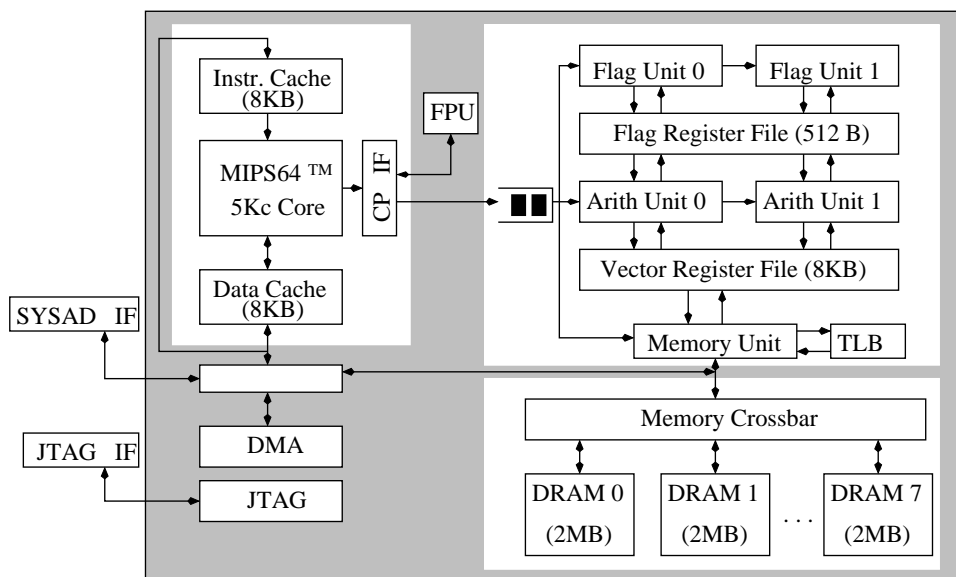 Instr. Cache
(8KB)
MIPS64 ™
5Kc Core
Data Cache
(8KB)
CP IF
FPU
Flag Unit 0
Flag Unit 1
Flag Register File (512 B)
Arith Unit 0
Arith Unit 1
Vector Register File (8KB)
Memory Unit
TLB
SYSAD IF
DMA
JTAG IF
JTAG
Memory Crossbar
DRAM 0
(2MB)
DRAM 1
(2MB)
. . .
DRAM 7
(2MB)